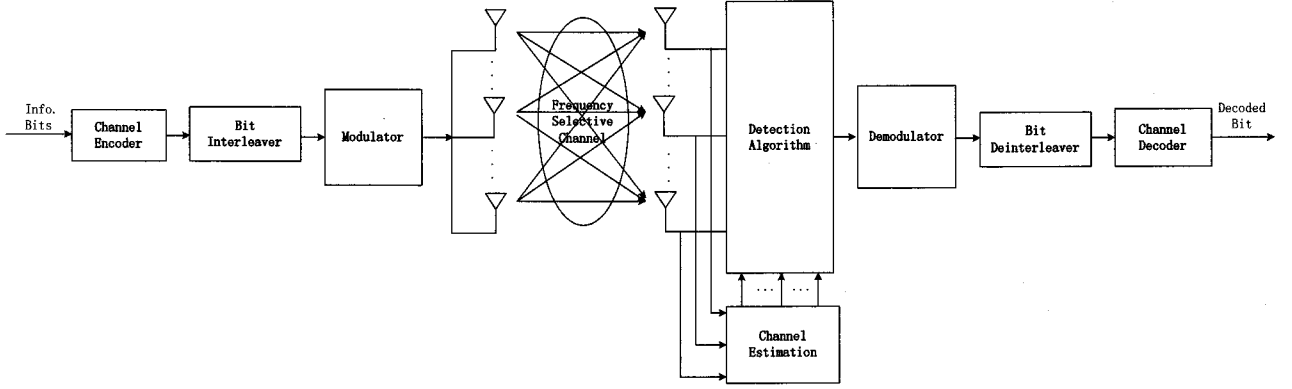 Info.
Bits
Channel
Encoder
Bit
Interleaver
Modulator
Frequency
Selective
Channel
Detection
Algorithm
Demodulator
Bit
Deinterleaver
Channel
Decoder
Decoded
Bit
Channel
Estimation